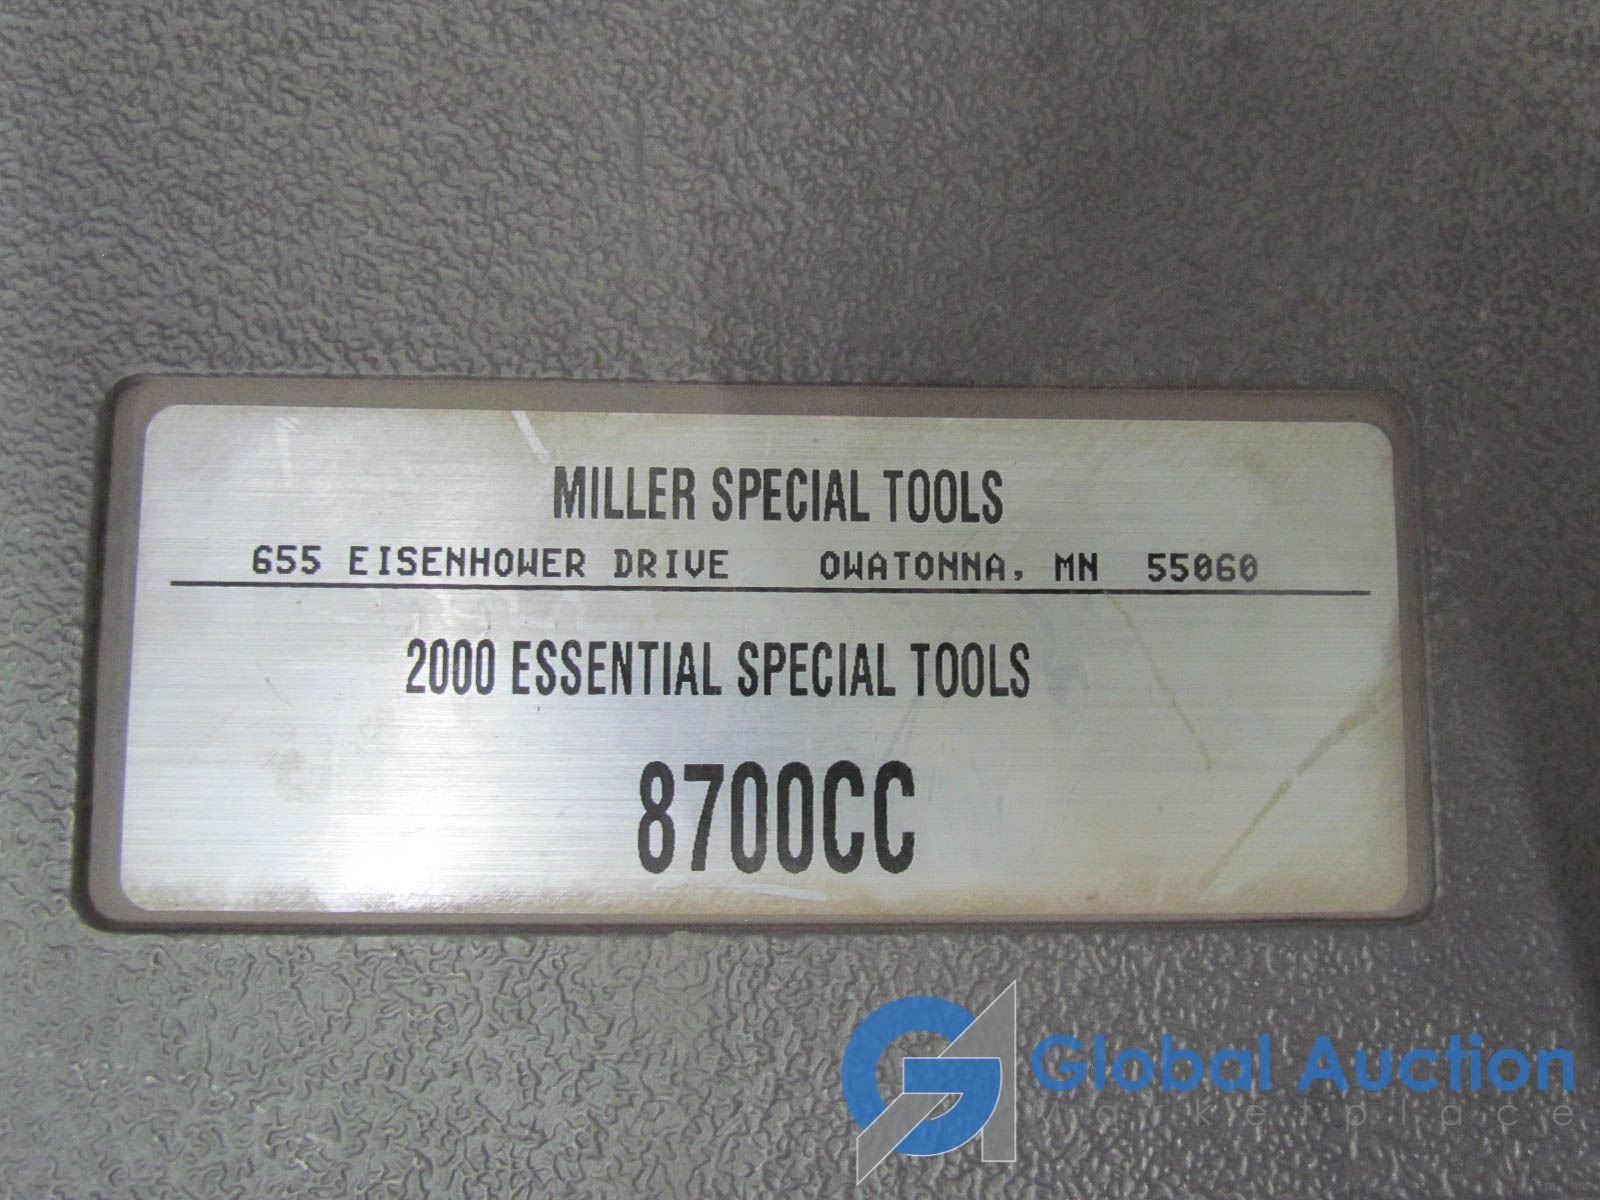 MILLER SPECIAL TOOLS
655 EISENHOWER DRIVE OWATONNA, MN 55060
2000 ESSENTIAL SPECIAL TOOLS
8700CC
Global Auction
Marketplace